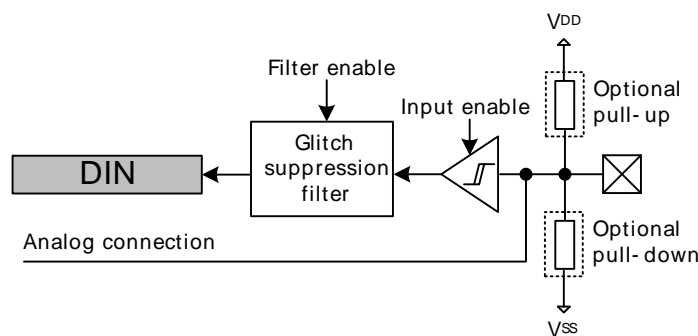 VDD
Filter enable
Optional
pull-up
Input enable
Glitch
suppression
filter
DIN
Analog connection
Optional
pull-down
VSS